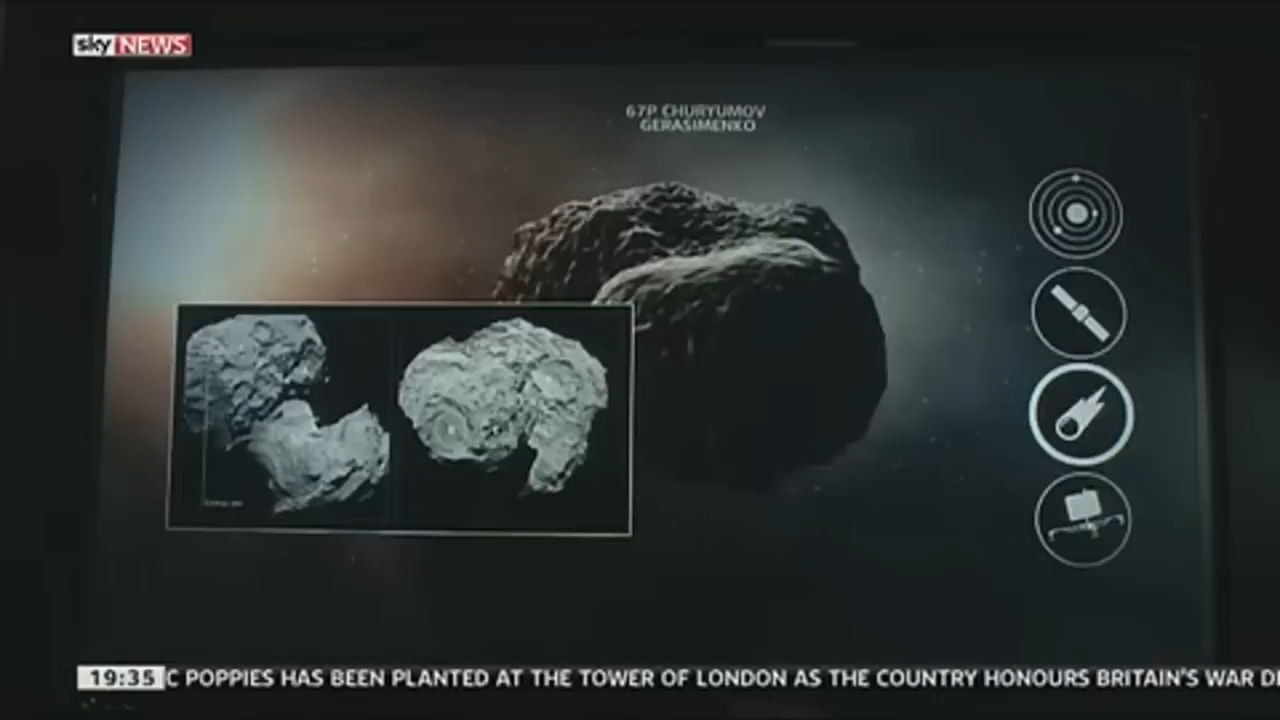 sky NEWS
67P CHURYUMOV
GERASIMENKO
19:35 C POPPIES HAS BEEN PLANTED AT THE TOWER OF LONDON AS THE COUNTRY HONOURS BRITAIN'S WAR D